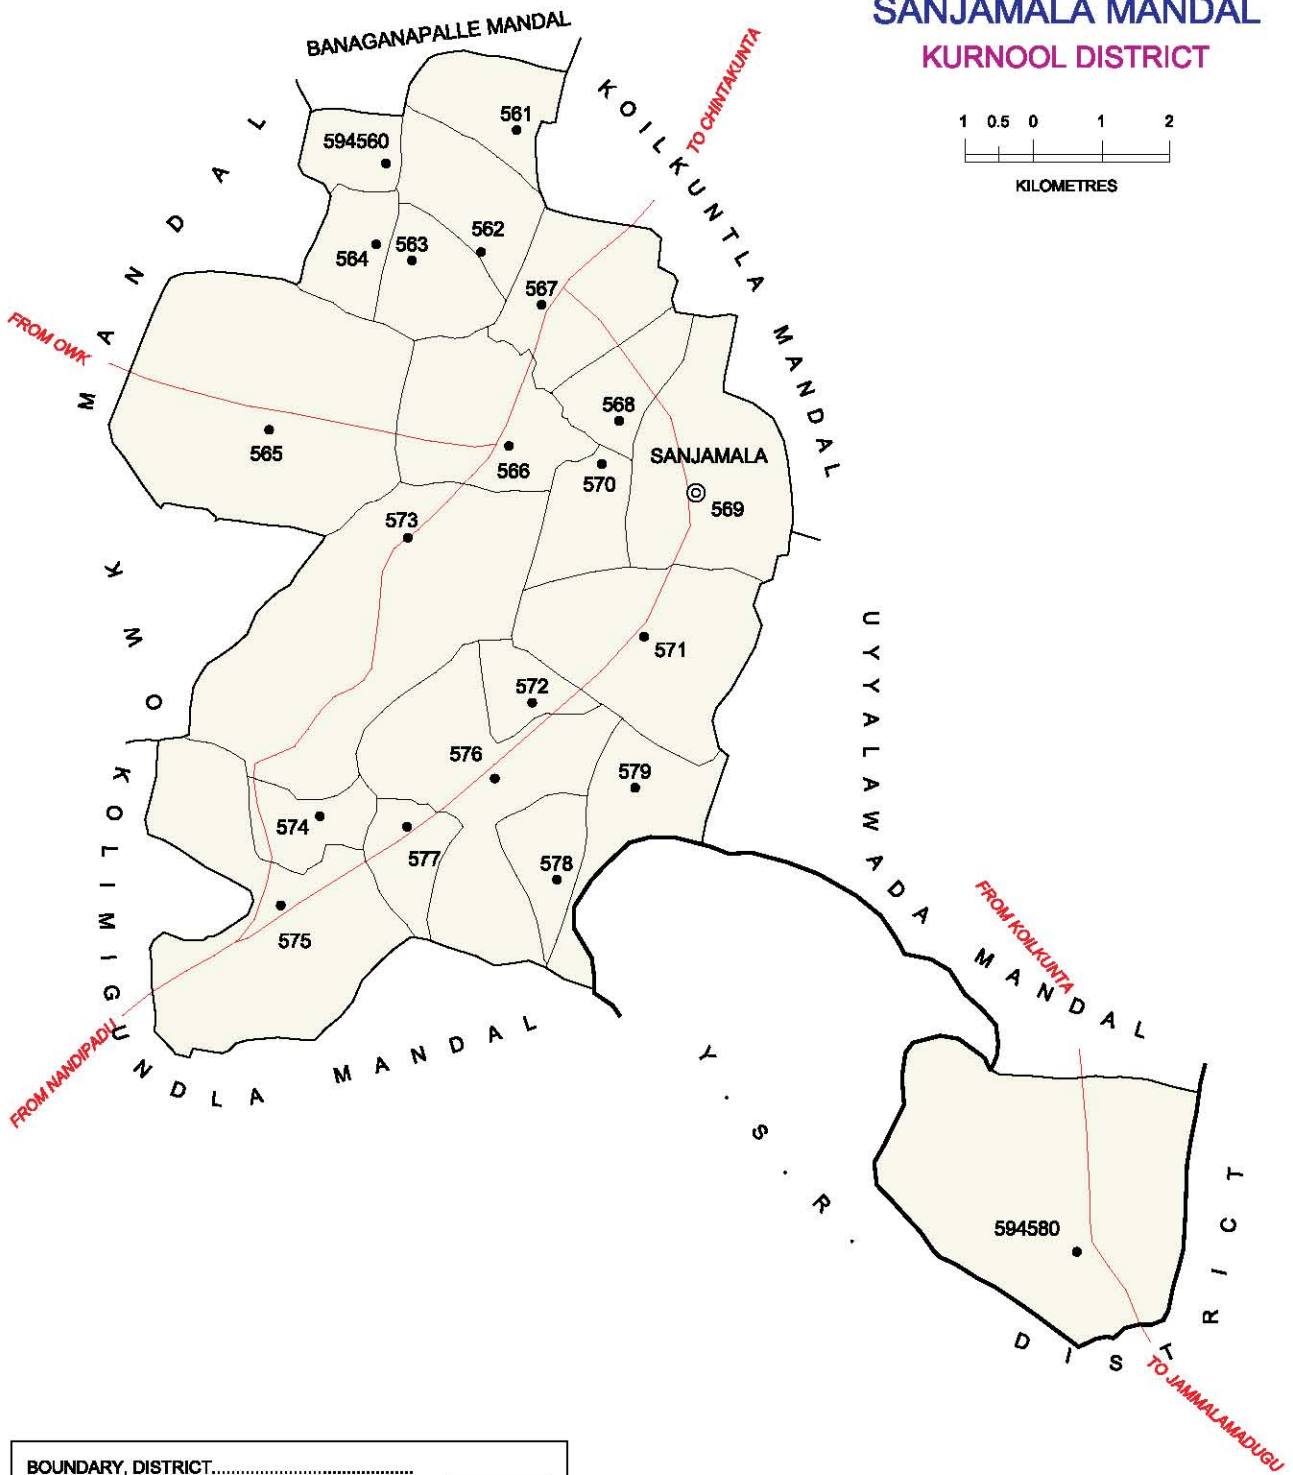 SANJAMALA MANDAL
KURNOOL DISTRICT
1 0.5 0 1 2
KILOMETRES
BANAGANAPALLE MANDAL
KOILKUNTLA MANDAL
TO CHINTAKUNTA
OWK MANDAL
FROM OWK
561
594560
562
564
563
567
568
565
566
570
SANJAMALA
569
573
571
572
576
579
574
577
578
575
UYYALAWADA MANDAL
KOLIMIGUNDLA MANDAL
FROM NANDIPADU
FROM KOILKUNTA
Y.S.R. DISTRICT
594580
TO JAMMALAMADUGU
BOUNDARY, DISTRICT........................................